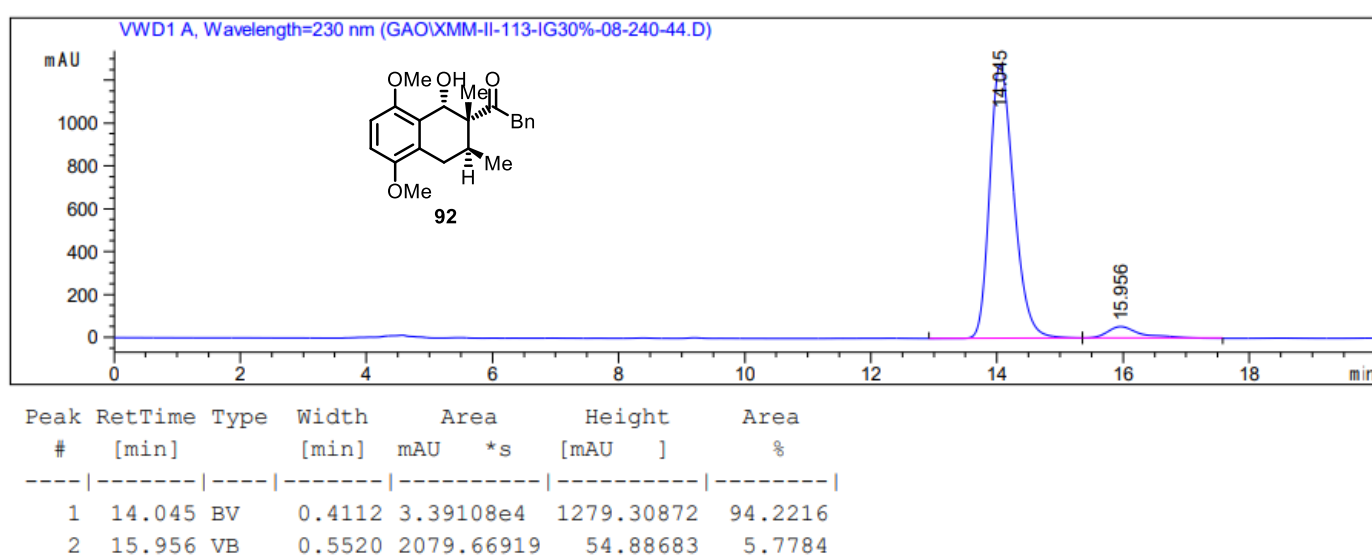 VWD1 A, Wavelength=230 nm (GAO\XMM-II-113-IG30%-08-240-44.D)
mAU
14.045
1000
800
600
400
200
0
15.956
OMe
OH
Me
O
Bn
Me
H
OMe
92
0 2 4 6 8 10 12 14 16 18 min
Peak RetTime Type Width Area Height Area
# [min] [min] mAU *s [mAU ] %
----|-------|----|-------|----------|----------|--------|
1 14.045 BV 0.4112 3.39108e4 1279.30872 94.2216
2 15.956 VB 0.5520 2079.66919 54.88683 5.7784